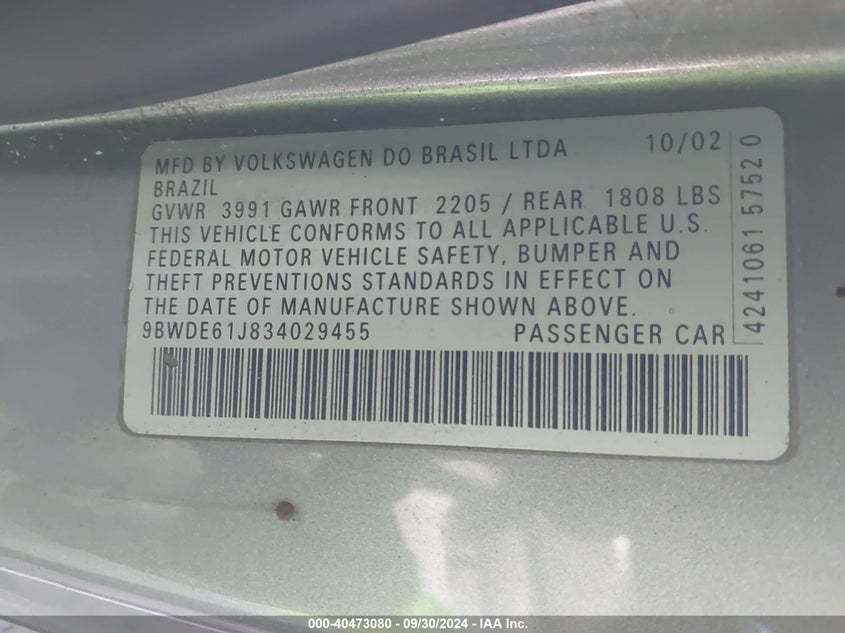 MFD BY VOLKSWAGEN DO BRASIL LTDA 10/02
BRAZIL
GVWR 3991 GAWR FRONT 2205 / REAR 1808 LBS
THIS VEHICLE CONFORMS TO ALL APPLICABLE U.S.
FEDERAL MOTOR VEHICLE SAFETY, BUMPER AND
THEFT PREVENTIONS STANDARDS IN EFFECT ON
THE DATE OF MANUFACTURE SHOWN ABOVE.
9BWDE61J834029455 PASSENGER CAR
4241061 57520
000-40473080 - 09/30/2024 - IAA Inc.